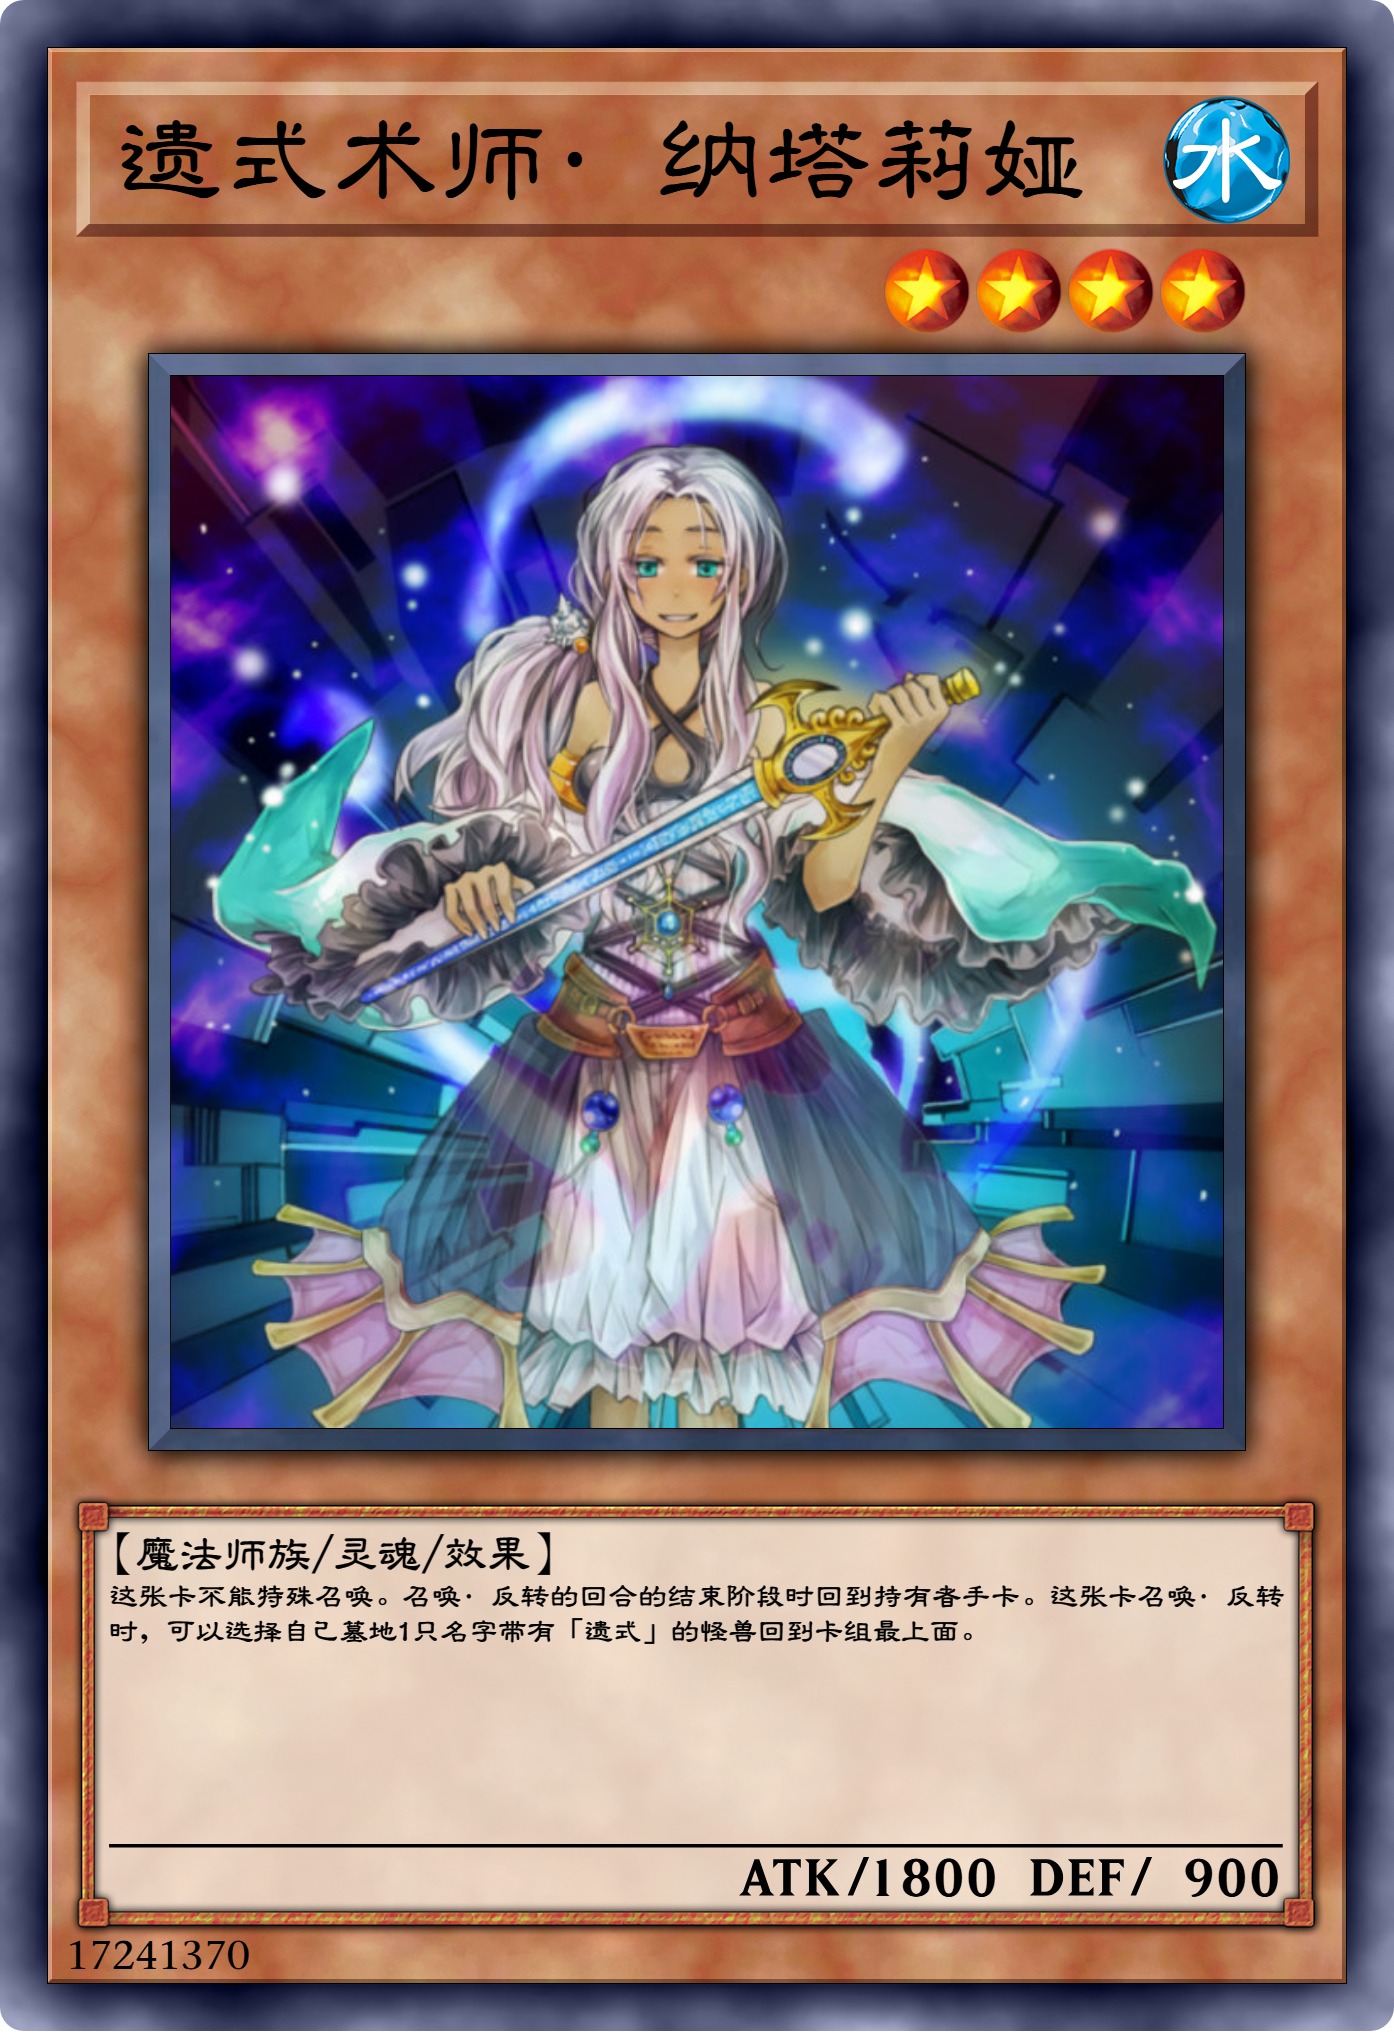 遗式术师·纳塔莉娅
水
【魔法师族/灵魂/效果】
这张卡不能特殊召唤。召唤·反转的回合的结束阶段时回到持有者手卡。这张卡召唤·反转
时，可以选择自己墓地1只名字带有「遗式」的怪兽回到卡组最上面。
ATK/1800 DEF/ 900
17241370